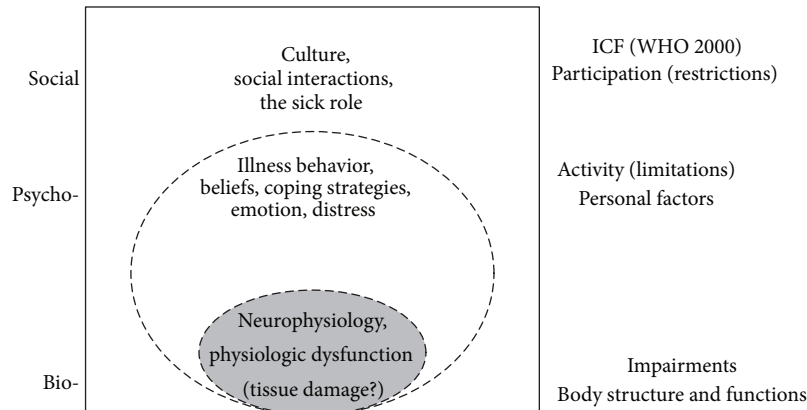 Social
Culture,
social interactions,
the sick role
ICF (WHO 2000)
Participation (restrictions)
Psycho-
Illness behavior,
beliefs, coping strategies,
emotion, distress
Activity (limitations)
Personal factors
Bio-
Neurophysiology,
physiologic dysfunction
(tissue damage?)
Impairments
Body structure and functions